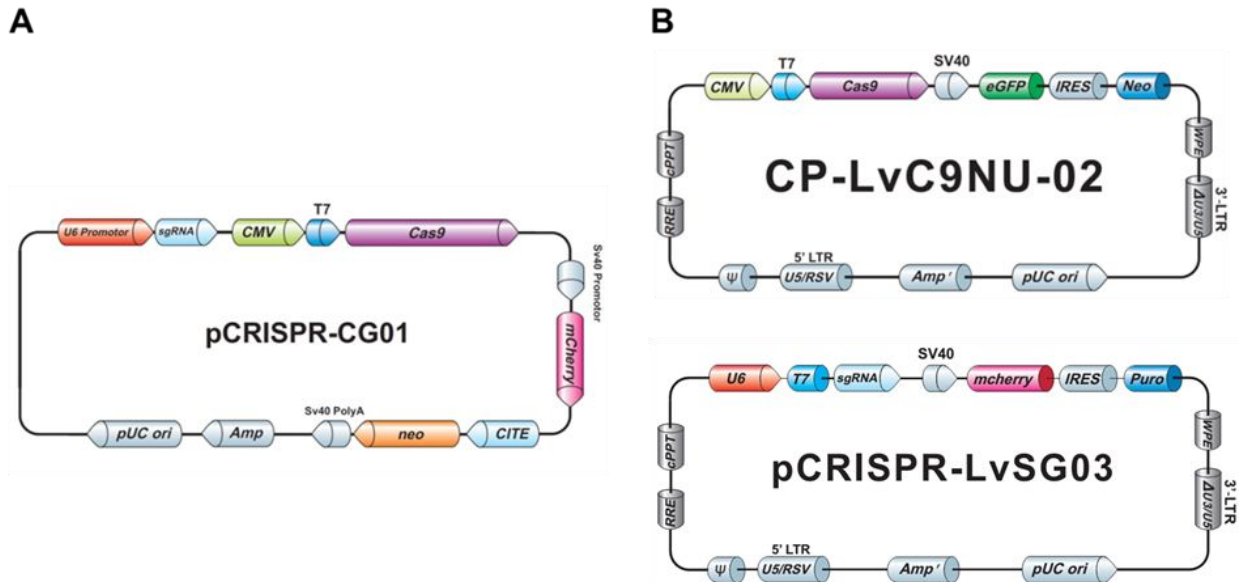 A
B
U6 Promotor
sgRNA
CMV
T7
Cas9
Sv40 Promotor
mCherry
pCRISPR-CG01
pUC ori
Amp
Sv40 PolyA
neo
CITE
CMV
T7
Cas9
SV40
eGFP
IRES
Neo
cPPT
RRE
WPE
ΔU3/U5
3'-LTR
CP-LvC9NU-02
Ψ
5' LTR
U5/RSV
Amp r
pUC ori
U6
T7
sgRNA
SV40
mcherry
IRES
Puro
cPPT
RRE
WPE
ΔU3/U5
3'-LTR
pCRISPR-LvSG03
Ψ
5' LTR
U5/RSV
Amp r
pUC ori